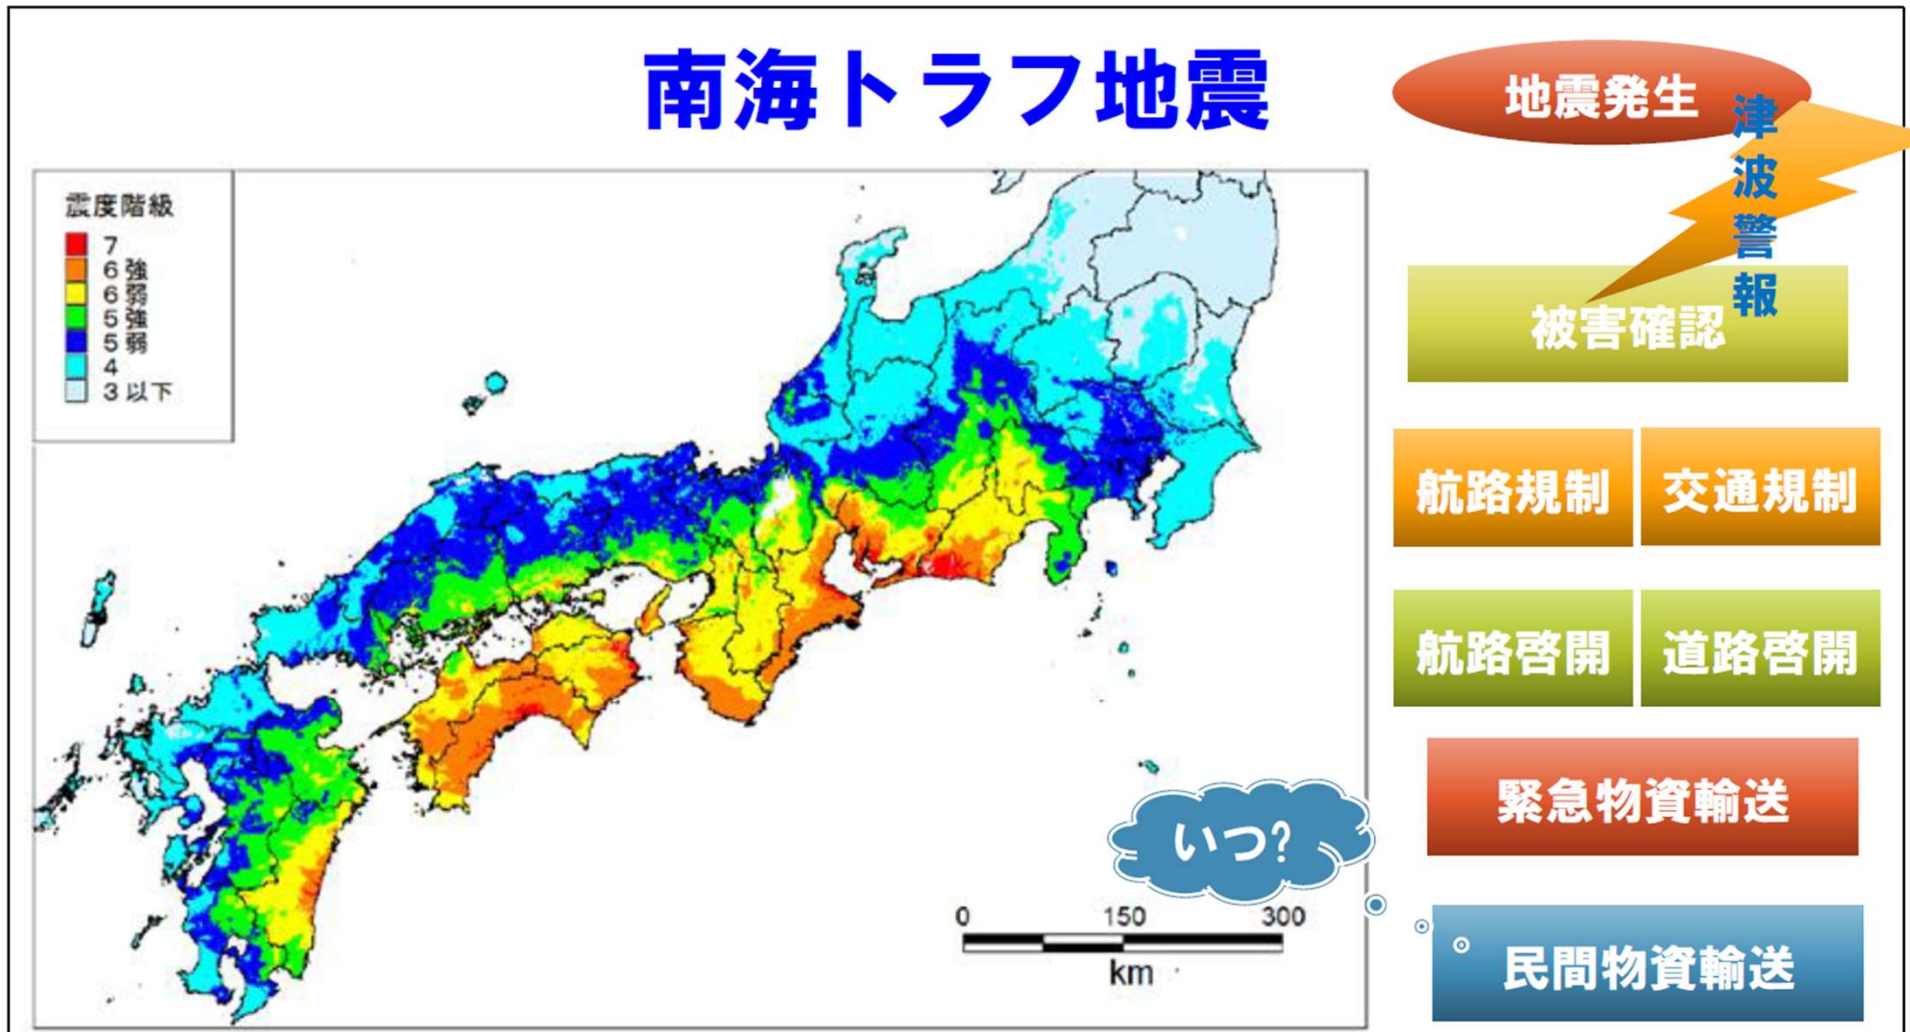 南海トラフ地震
震度階級
7
6強
6弱
5強
5弱
4
3以下
いつ?
0 150 300
km
地震発生
津波警報
被害確認
航路規制 交通規制
航路啓開 道路啓開
緊急物資輸送
民間物資輸送